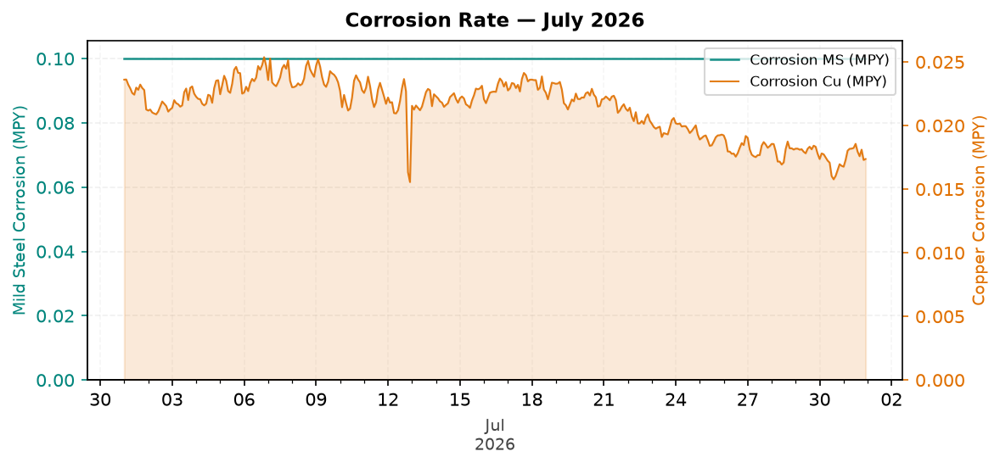 Corrosion Rate — July 2026
Corrosion MS (MPY)
Corrosion Cu (MPY)
Mild Steel Corrosion (MPY)
0.10
0.08
0.06
0.04
0.02
0.00
Copper Corrosion (MPY)
0.025
0.020
0.015
0.010
0.005
0.000
30 03 06 09 12 15 18 21 24 27 30 02
Jul
2026